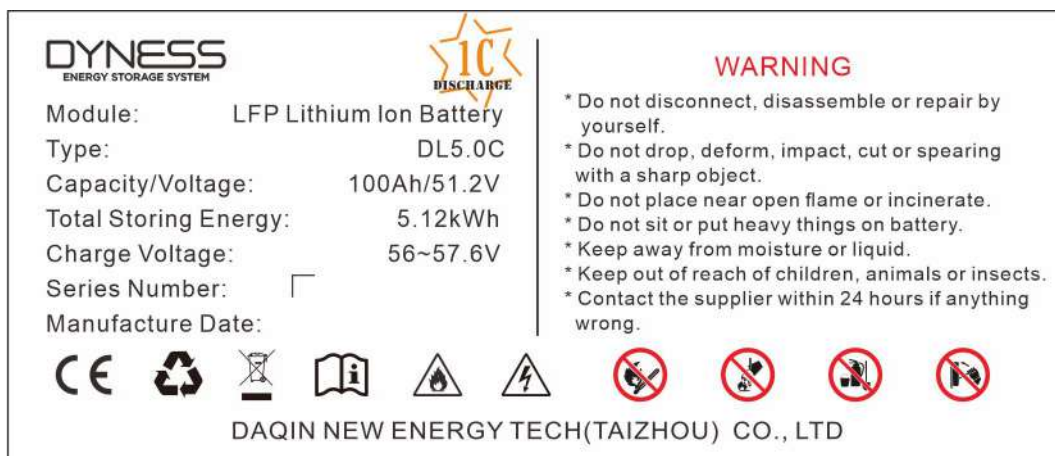 DYNESS
ENERGY STORAGE SYSTEM
1C
DISCHARGE
Module: LFP Lithium Ion Battery
Type: DL5.0C
Capacity/Voltage: 100Ah/51.2V
Total Storing Energy: 5.12kWh
Charge Voltage: 56~57.6V
Series Number:
Manufacture Date:
WARNING
* Do not disconnect, disassemble or repair by
yourself.
* Do not drop, deform, impact, cut or spearing
with a sharp object.
* Do not place near open flame or incinerate.
* Do not sit or put heavy things on battery.
* Keep away from moisture or liquid.
* Keep out of reach of children, animals or insects.
* Contact the supplier within 24 hours if anything
wrong.
CE
DAQIN NEW ENERGY TECH(TAIZHOU) CO., LTD